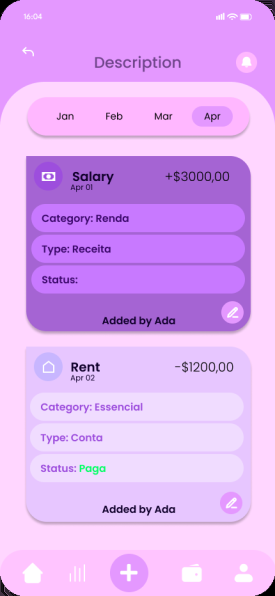 16:04
Description
Jan Feb Mar Apr
Salary +$3000,00
Apr 01
Category: Renda
Type: Receita
Status:
Added by Ada
Rent -$1200,00
Apr 02
Category: Essencial
Type: Conta
Status: Paga
Added by Ada